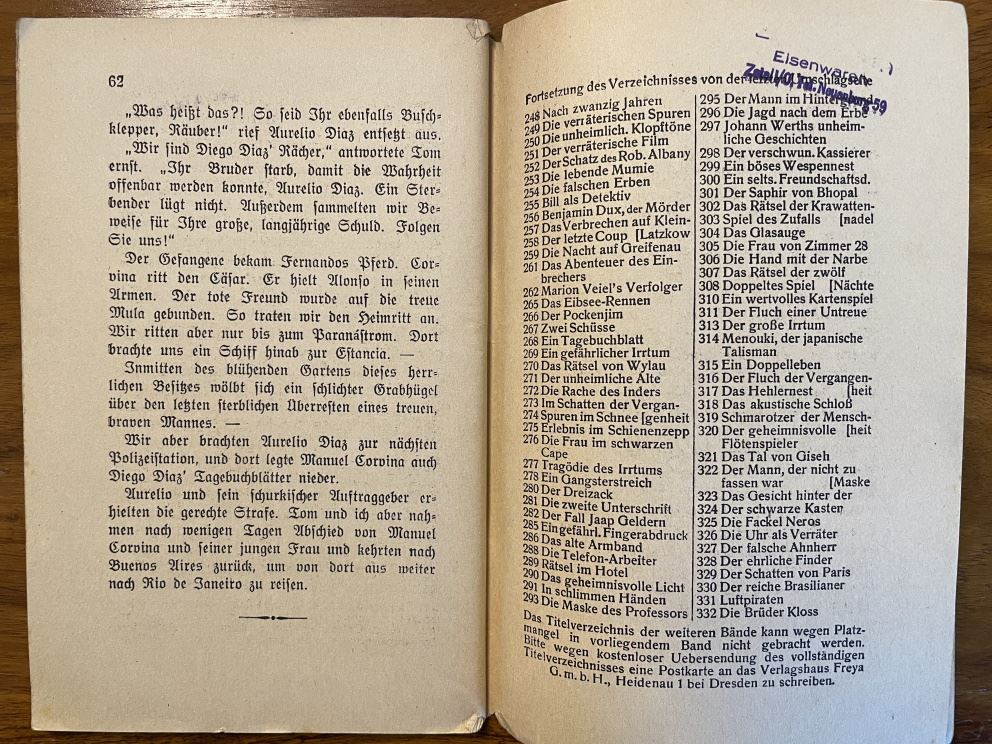 62
„Was heißt das?! So seid Ihr ebenfalls Busch-
klepper, Räuber!“ rief Aurelio Diaz entsetzt aus.
„Wir sind Diego Diaz’ Rächer,“ antwortete Tom
ernst. „Ihr Bruder starb, damit die Wahrheit
offenbar werden konnte, Aurelio Diaz. Ein Ster-
bender lügt nicht. Außerdem sammelten wir Be-
weise für Ihre große, langjährige Schuld. Folgen
Sie uns!“
Der Gefangene bekam Fernandos Pferd. Cor-
vina ritt den Cäsar. Er hielt Alonso in seinen
Armen. Der tote Freund wurde auf die treue
Mula gebunden. So traten wir den Heimritt an.
Wir ritten aber nur bis zum Paranástrom. Dort
brachte uns ein Schiff hinab zur Estancia. —
Inmitten des blühenden Gartens dieses herr-
lichen Besitzes wölbt sich ein schlichter Grabhügel
über den letzten sterblichen Überresten eines treuen,
braven Mannes. —
Wir aber brachten Aurelio Diaz zur nächsten
Polizeistation, und dort legte Manuel Corvina auch
Diego Diaz’ Tagebuchblätter nieder.
Aurelio und sein schurkischer Auftraggeber er-
hielten die gerechte Strafe. Tom und ich aber nah-
men nach wenigen Tagen Abschied von Manuel
Corvina und seiner jungen Frau und kehrten nach
Buenos Aires zurück, um von dort aus weiter
nach Rio de Janeiro zu reisen.
Eisenwaren
Zetel i/O, Tel. Neuenburg 59
Fortsetzung des Verzeichnisses von der letzten Umschlagseite
248 Nach zwanzig Jahren
249 Die verräterischen Spuren
250 Die unheimlich. Klopftöne
251 Der verräterische Film
252 Der Schatz des Rob. Albany
253 Die lebende Mumie
254 Die falschen Erben
255 Bill als Detektiv
256 Benjamin Dux, der Mörder
257 Das Verbrechen auf Klein-
258 Der letzte Coup [Latzkow
259 Die Nacht auf Greifenau
261 Das Abenteuer des Ein-
brechers
262 Marion Veiel’s Verfolger
265 Das Eibsee-Rennen
266 Der Pockenjim
267 Zwei Schüsse
268 Ein Tagebuchblatt
269 Ein gefährlicher Irrtum
270 Das Rätsel von Wylau
271 Der unheimliche Alte
272 Die Rache des Inders
273 Im Schatten der Vergan-
274 Spuren im Schnee [genheit
275 Erlebnis im Schienenzepp
276 Die Frau im schwarzen
Cape
277 Tragödie des Irrtums
278 Ein Gangsterstreich
280 Der Dreizack
281 Die zweite Unterschrift
282 Der Fall Jaap Geldern
285 Ein gefährl. Fingerabdruck
286 Das alte Armband
288 Die Telefon-Arbeiter
289 Rätsel im Hotel
290 Das geheimnisvolle Licht
291 In schlimmen Händen
293 Die Maske des Professors
295 Der Mann im Hintergrund
296 Die Jagd nach dem Erbe
297 Johann Werths unheim-
liche Geschichten
298 Der verschwun. Kassierer
299 Ein böses Wespennest
300 Ein selts. Freundschaftsd.
301 Der Saphir von Bhopal
302 Das Rätsel der Krawatten-
303 Spiel des Zufalls [nadel
304 Das Glasauge
305 Die Frau von Zimmer 28
306 Die Hand mit der Narbe
307 Das Rätsel der zwölf
308 Doppeltes Spiel [Nächte
310 Ein wertvolles Kartenspiel
311 Der Fluch einer Untreue
313 Der große Irrtum
314 Menouki, der japanische
Talisman
315 Ein Doppelleben
316 Der Fluch der Vergangen-
317 Das Hehlernest [heit
318 Das akustische Schloß
319 Schmarotzer der Mensch-
320 Der geheimnisvolle [heit
Flötenspieler
321 Das Tal von Giseh
322 Der Mann, der nicht zu
fassen war [Maske
323 Das Gesicht hinter der
324 Der schwarze Kasten
325 Die Fackel Neros
326 Die Uhr als Verräter
327 Der falsche Ahnherr
328 Der ehrliche Finder
329 Der Schatten von Paris
330 Der reiche Brasilianer
331 Luftpiraten
332 Die Brüder Kloss
Das Titelverzeichnis der weiteren Bände kann wegen Platz-
mangel in vorliegendem Band nicht gebracht werden.
Bitte wegen kostenloser Uebersendung des vollständigen
Titelverzeichnisses eine Postkarte an das Verlagshaus Freya
G. m. b. H., Heidenau 1 bei Dresden zu schreiben.